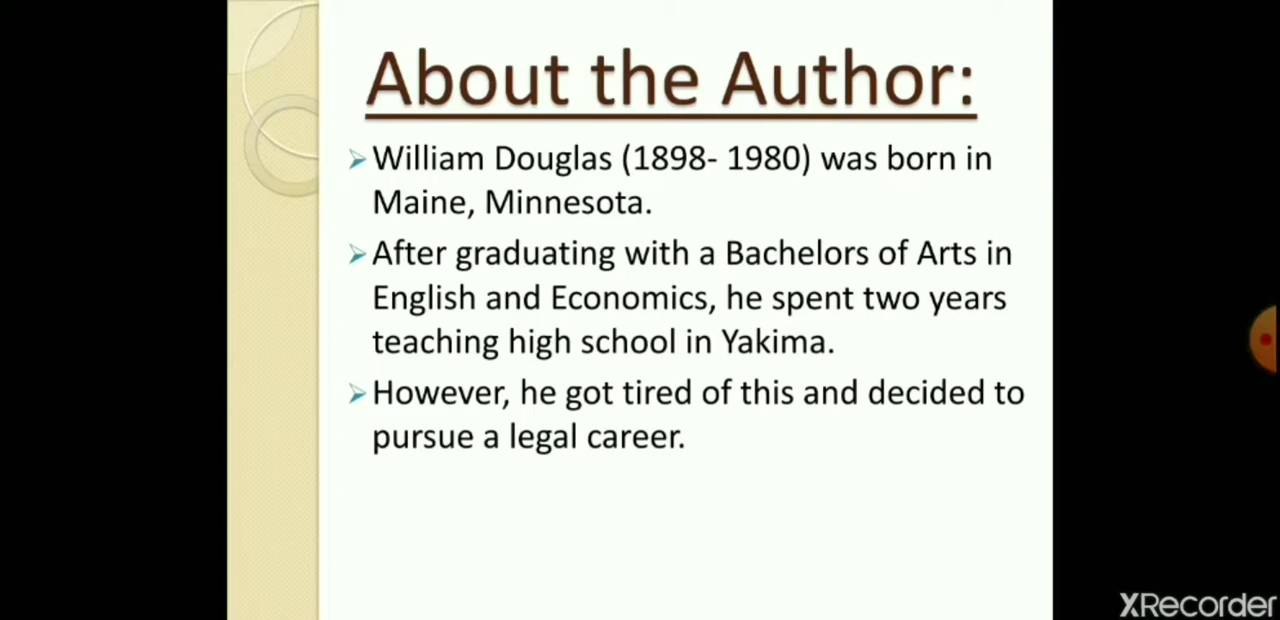 About the Author:
William Douglas (1898- 1980) was born in
Maine, Minnesota.
After graduating with a Bachelors of Arts in
English and Economics, he spent two years
teaching high school in Yakima.
However, he got tired of this and decided to
pursue a legal career.
XRecorder